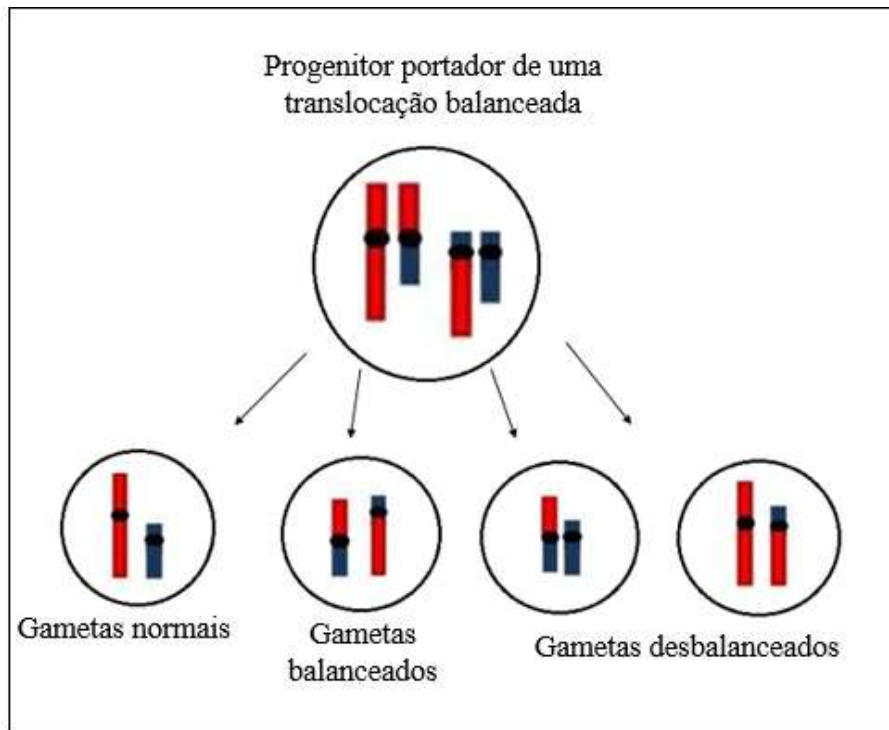 Progenitor portador de uma
translocação balanceada
Gametas normais
Gametas
balanceados
Gametas desbalanceados